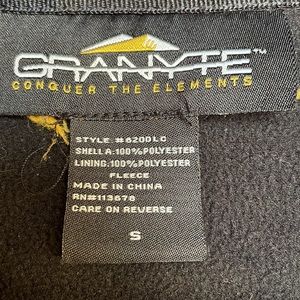 GRANYTE™
CONQUER THE ELEMENTS
STYLE #6200LC
SHELL A:100%POLYESTER
LINING:100%POLYESTER
FLEECE
MADE IN CHINA
RN#113678
CARE ON REVERSE
S